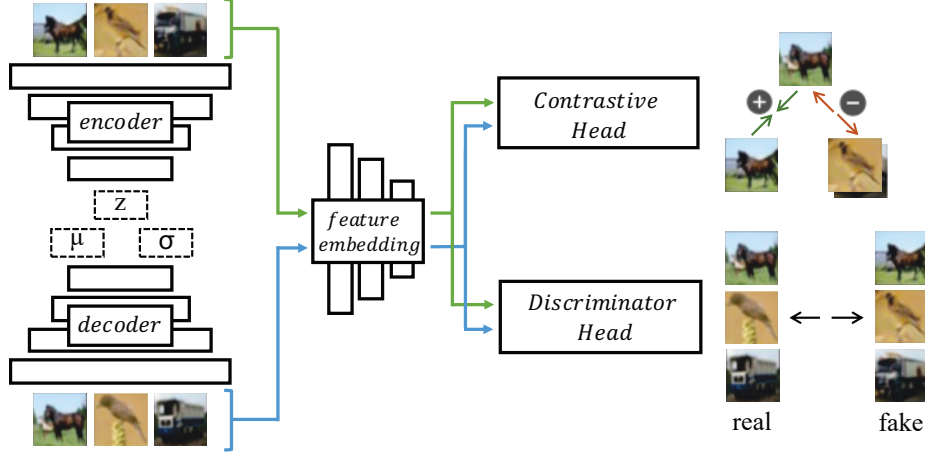 encoder
z
μ
σ
decoder
feature
embedding
Contrastive
Head
+
−
Discriminator
Head
real
fake